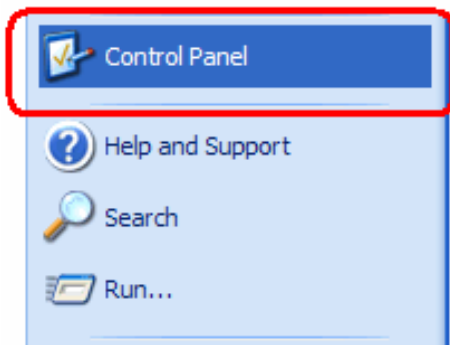 Control Panel
Help and Support
Search
Run...